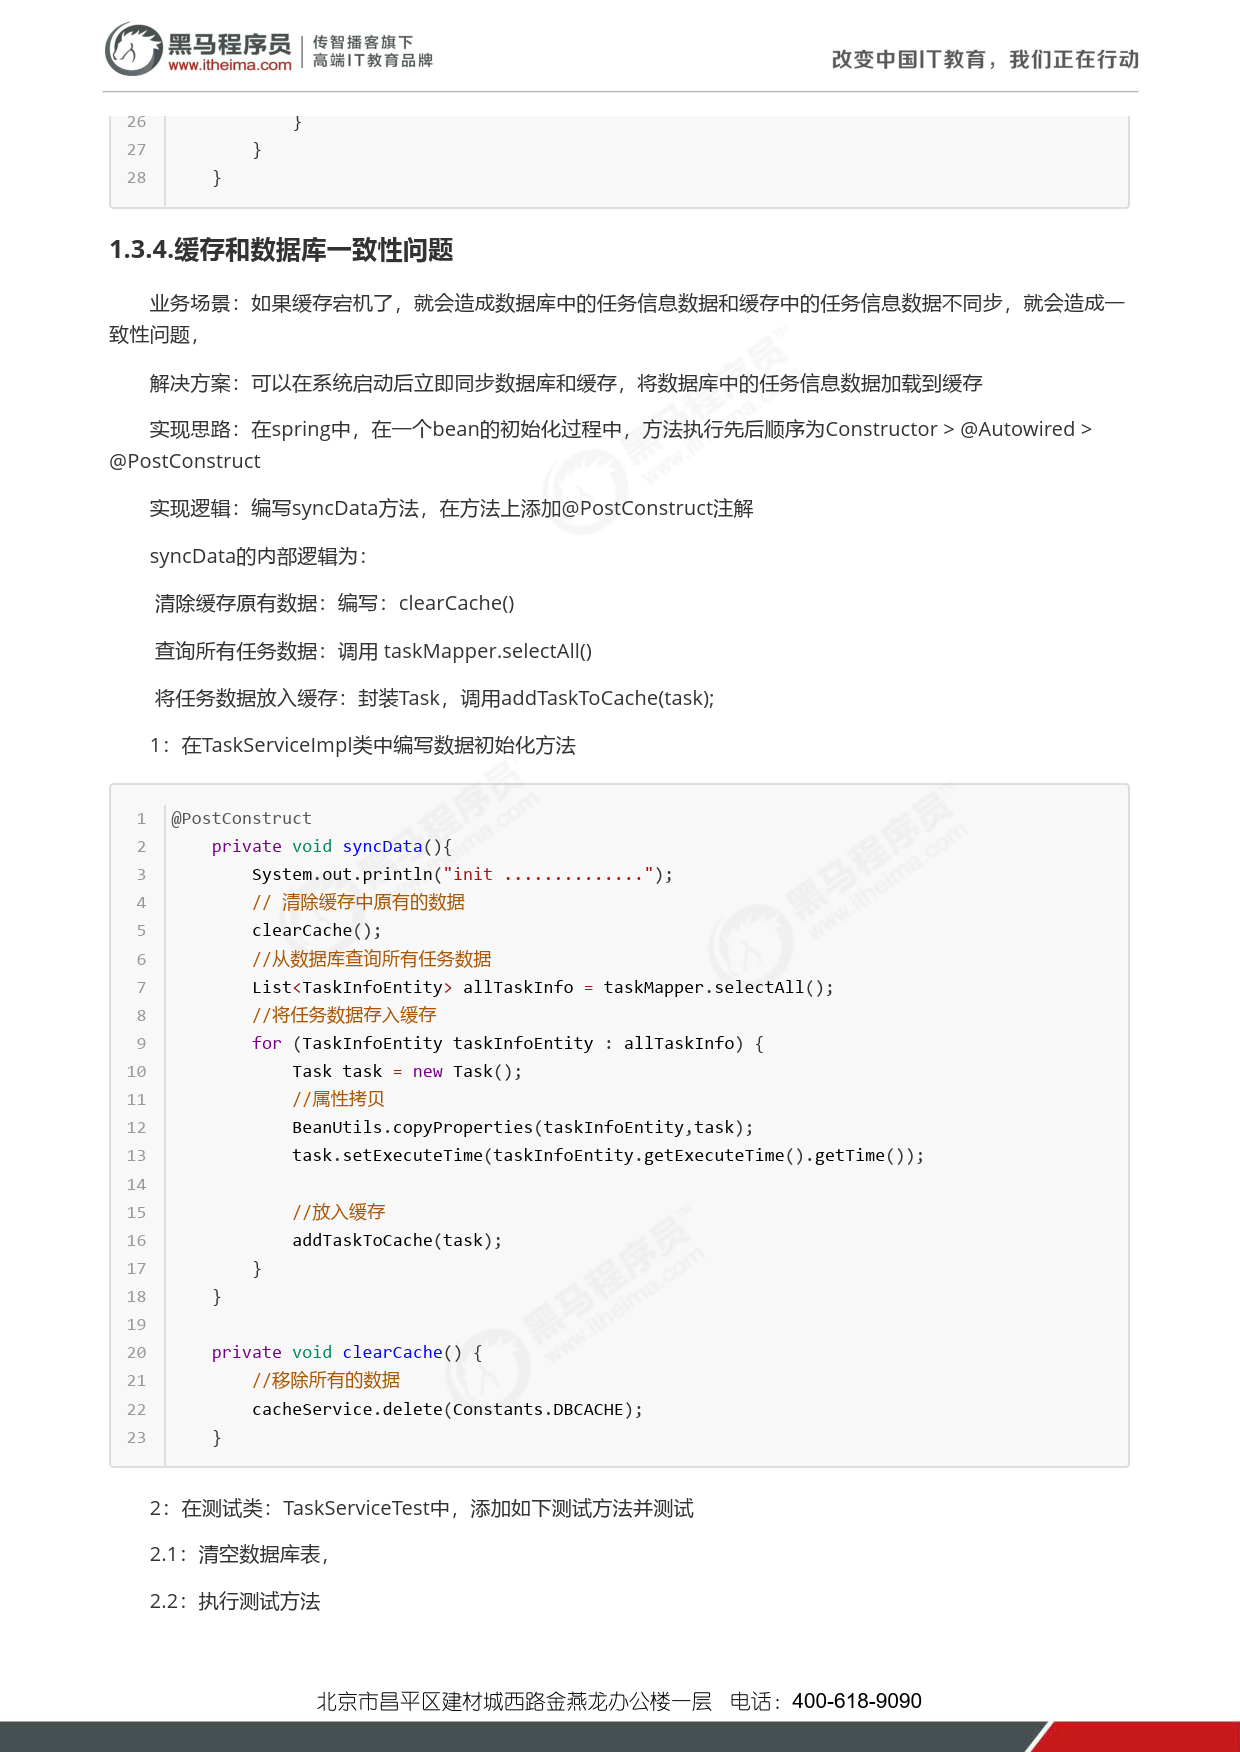 黑马程序员 传智播客旗下
www.itheima.com 高端IT教育品牌
改变中国IT教育，我们正在行动
26 }
27 }
28 }
1.3.4.缓存和数据库一致性问题
业务场景：如果缓存宕机了，就会造成数据库中的任务信息数据和缓存中的任务信息数据不同步，就会造成一
致性问题，
解决方案：可以在系统启动后立即同步数据库和缓存，将数据库中的任务信息数据加载到缓存
实现思路：在spring中，在一个bean的初始化过程中，方法执行先后顺序为Constructor > @Autowired >
@PostConstruct
实现逻辑：编写syncData方法，在方法上添加@PostConstruct注解
syncData的内部逻辑为：
清除缓存原有数据：编写：clearCache()
查询所有任务数据：调用 taskMapper.selectAll()
将任务数据放入缓存：封装Task，调用addTaskToCache(task);
1：在TaskServiceImpl类中编写数据初始化方法
1 @PostConstruct
2 private void syncData(){
3 System.out.println("init ..............");
4 // 清除缓存中原有的数据
5 clearCache();
6 //从数据库查询所有任务数据
7 List<TaskInfoEntity> allTaskInfo = taskMapper.selectAll();
8 //将任务数据存入缓存
9 for (TaskInfoEntity taskInfoEntity : allTaskInfo) {
10 Task task = new Task();
11 //属性拷贝
12 BeanUtils.copyProperties(taskInfoEntity,task);
13 task.setExecuteTime(taskInfoEntity.getExecuteTime().getTime());
14
15 //放入缓存
16 addTaskToCache(task);
17 }
18 }
19
20 private void clearCache() {
21 //移除所有的数据
22 cacheService.delete(Constants.DBCACHE);
23 }
2：在测试类：TaskServiceTest中，添加如下测试方法并测试
2.1：清空数据库表，
2.2：执行测试方法
北京市昌平区建材城西路金燕龙办公楼一层 电话：400-618-9090